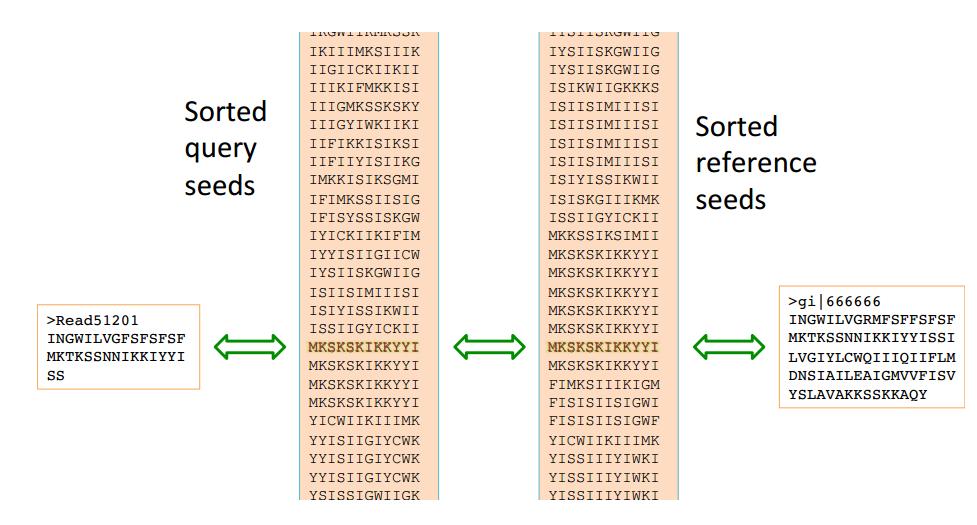 Sorted
query
seeds
>Read51201
INGWILVGFSFSFSF
MKTKSSNNIKKIYYI
SS
IKIIIMKSIIIK
IIGIICKIIKII
IIIKIFMKKISI
IIIGMKSSKSKY
IIIGYIWKIIKI
IIFIKKISIKSI
IIFIIYISIIKG
IMKKISIKSGMI
IFIMKSSIISIG
IFISYSSISKGW
IYICKIIKIFIM
IYYISIIGIICW
IYSIISKGWIIG
ISIISIMIIISI
ISIYISSIKWII
ISSIIGYICKII
MKSKSKIKKYYI
MKSKSKIKKYYI
MKSKSKIKKYYI
MKSKSKIKKYYI
YICWIIKIIIMK
YYISIIGIYCWK
YYISIIGIYCWK
YYISIIGIYCWK
YSISSIGWIIGK
IYSIISKGWIIG
IYSIISKGWIIG
ISIKWIIGKKKS
ISIISIMIIISI
ISIISIMIIISI
ISIISIMIIISI
ISIISIMIIISI
ISIYISSIKWII
ISISKGIIIKMK
ISSIIGYICKII
MKKSSIKSIMII
MKSKSKIKKYYI
MKSKSKIKKYYI
MKSKSKIKKYYI
MKSKSKIKKYYI
MKSKSKIKKYYI
MKSKSKIKKYYI
MKSKSKIKKYYI
FIMKSIIIKIGM
FISISIISIGWI
FISISIISIGWF
YICWIIKIIIMK
YISSIIIYIWKI
YISSIIIYIWKI
YISSIIIYIWKI
Sorted
reference
seeds
>gi|666666
INGWILVGRMFSFFSFSF
MKTKSSNNIKKIYYISSI
LVGIYLCWQIIIQIIFLM
DNSIAILEAIGMVVFISV
YSLAVAKKSSKKAQY